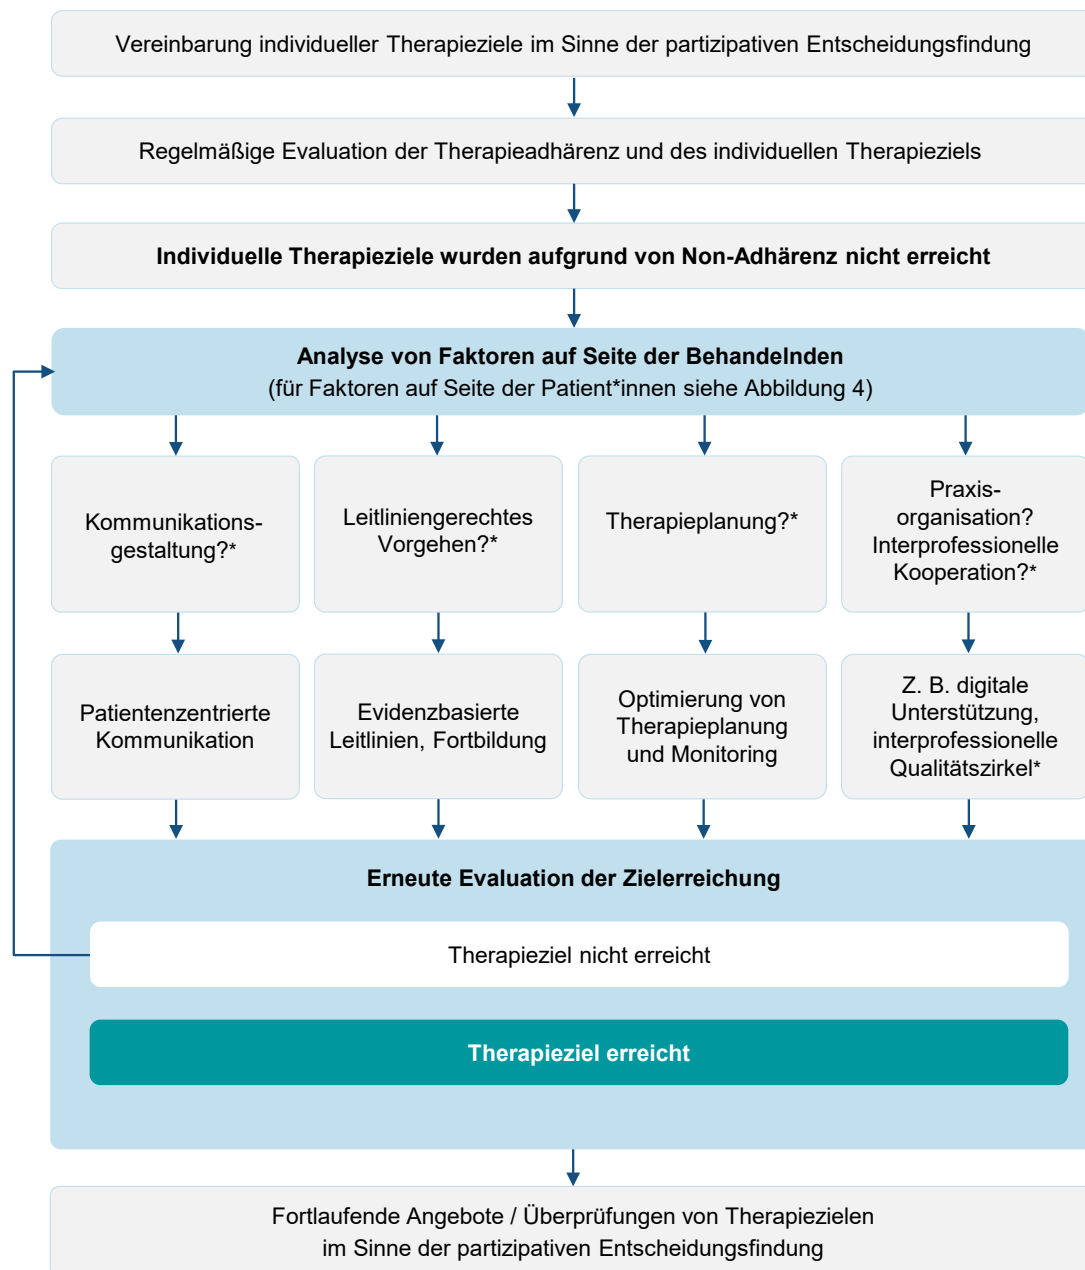 Vereinbarung individueller Therapieziele im Sinne der partizipativen Entscheidungsfindung
Regelmäßige Evaluation der Therapieadhärenz und des individuellen Therapieziels
Individuelle Therapieziele wurden aufgrund von Non-Adhärenz nicht erreicht
Analyse von Faktoren auf Seite der Behandelnden
(für Faktoren auf Seite der Patient*innen siehe Abbildung 4)
Kommunikations-
gestaltung?*
Leitliniengerechtes
Vorgehen?*
Therapieplanung?*
Praxis-
organisation?
Interprofessionelle
Kooperation?*
Patientenzentrierte
Kommunikation
Evidenzbasierte
Leitlinien, Fortbildung
Optimierung von
Therapieplanung
und Monitoring
Z. B. digitale
Unterstützung,
interprofessionelle
Qualitätszirkel*
Erneute Evaluation der Zielerreichung
Therapieziel nicht erreicht
Therapieziel erreicht
Fortlaufende Angebote / Überprüfungen von Therapiezielen
im Sinne der partizipativen Entscheidungsfindung